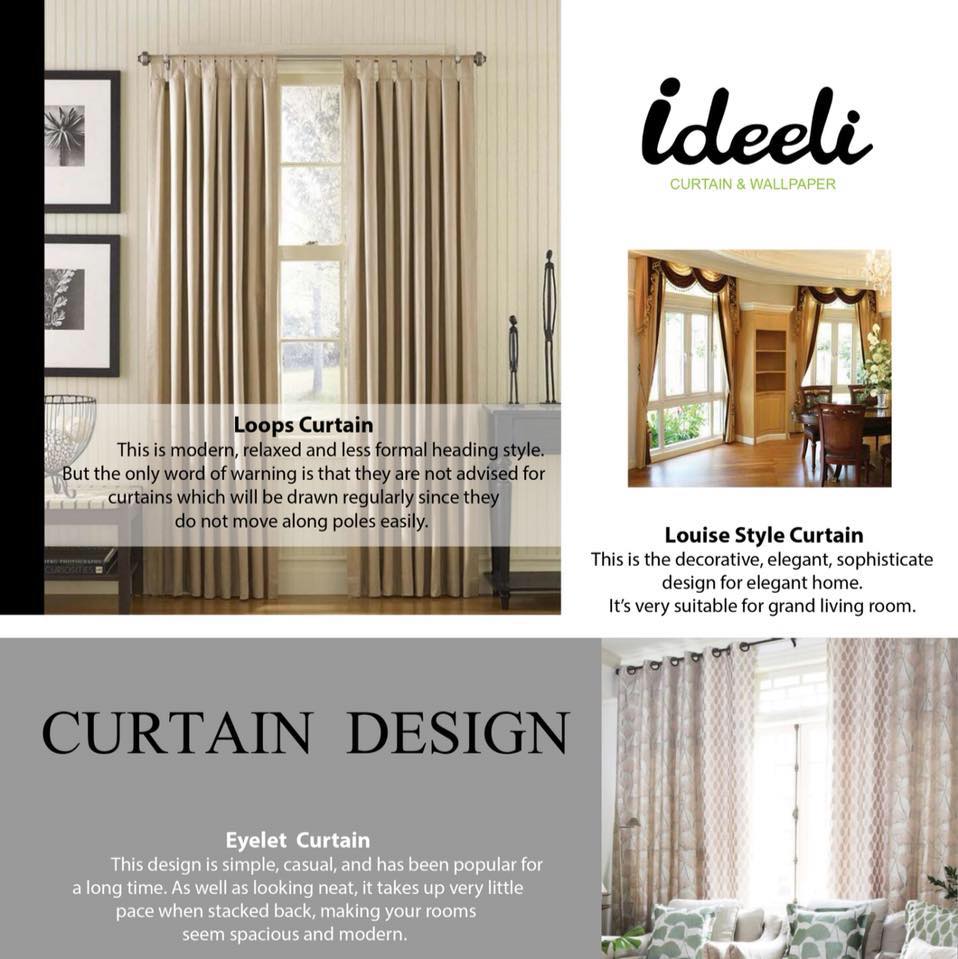 ideeli
CURTAIN & WALLPAPER
Loops Curtain
This is modern, relaxed and less formal heading style.
But the only word of warning is that they are not advised for
curtains which will be drawn regularly since they
do not move along poles easily.
Louise Style Curtain
This is the decorative, elegant, sophisticate
design for elegant home.
It's very suitable for grand living room.
CURTAIN DESIGN
Eyelet Curtain
This design is simple, casual, and has been popular for
a long time. As well as looking neat, it takes up very little
pace when stacked back, making your rooms
seem spacious and modern.
CURIOSITIES